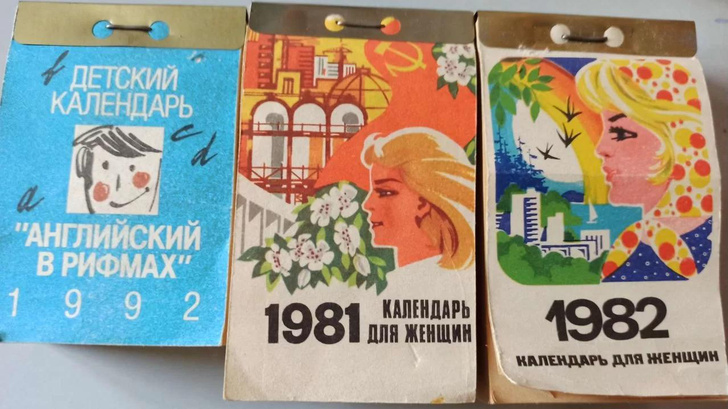 ДЕТСКИЙ
КАЛЕНДАРЬ
b
c
d
a
"АНГЛИЙСКИЙ
В РИФМАХ"
1992
1981
КАЛЕНДАРЬ
ДЛЯ ЖЕНЩИН
1982
КАЛЕНДАРЬ ДЛЯ ЖЕНЩИН